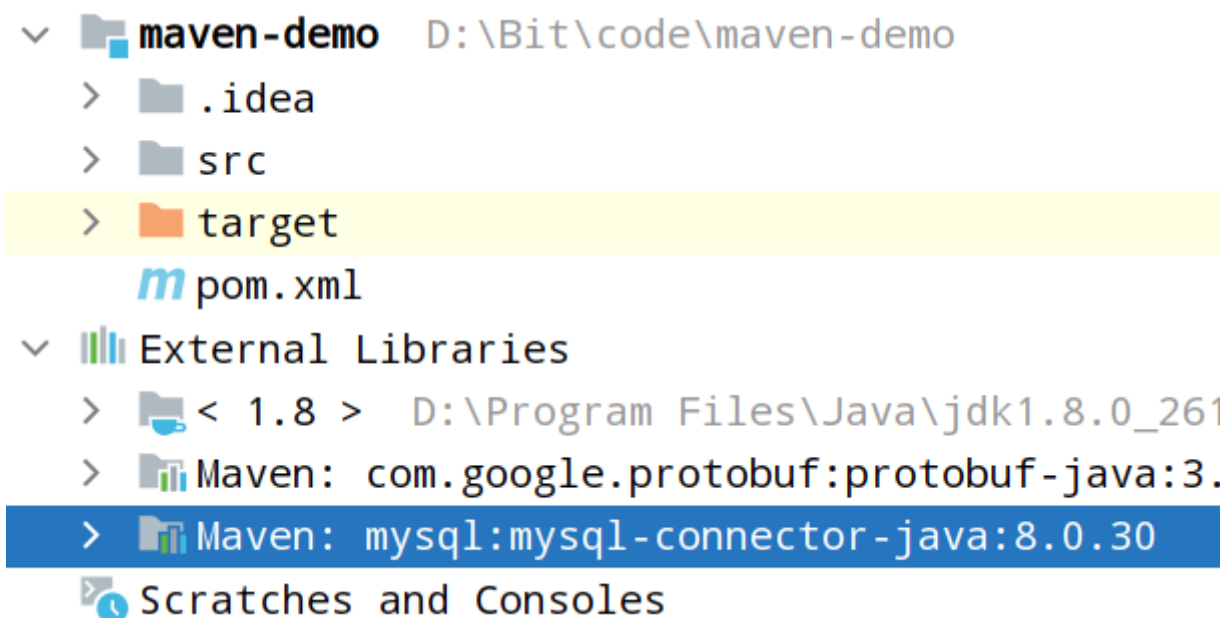 maven-demo D:\Bit\code\maven-demo
.idea
src
target
pom.xml
External Libraries
< 1.8 > D:\Program Files\Java\jdk1.8.0_261
Maven: com.google.protobuf:protobuf-java:3.
Maven: mysql:mysql-connector-java:8.0.30
Scratches and Consoles